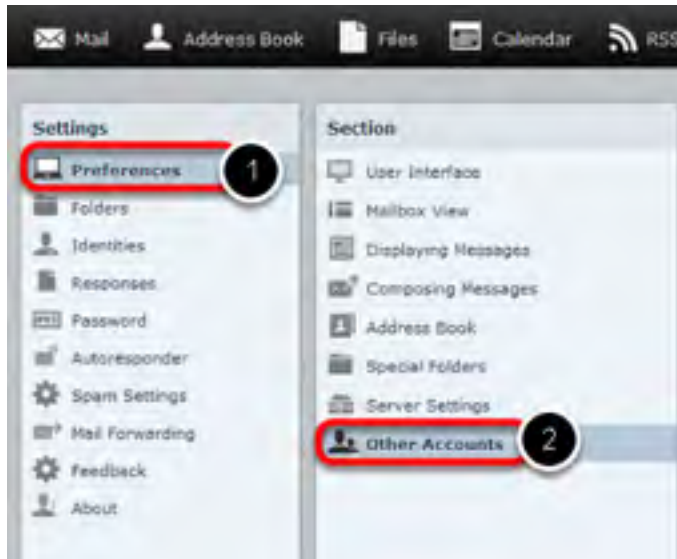 Mail Address Book Files Calendar RSS
Settings
Preferences 1
Folders
Identities
Responses
Password
Autoresponder
Spam Settings
Mail Forwarding
Feedback
About
Section
User Interface
Mailbox View
Displaying Messages
Composing Messages
Address Book
Special Folders
Server Settings
Other Accounts 2